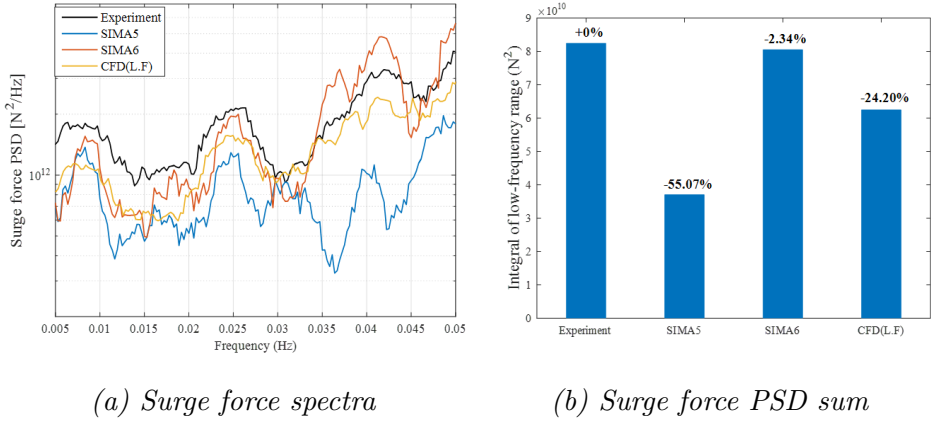 Experiment
SIMA5
SIMA6
CFD(L.F)
Surge force PSD [N²/Hz]
10¹²
0.005 0.01 0.015 0.02 0.025 0.03 0.035 0.04 0.045 0.05
Frequency (Hz)
(a) Surge force spectra
×10¹⁰
Integral of low-frequency range (N²)
9
8
7
6
5
4
3
2
1
0
+0%
-55.07%
-2.34%
-24.20%
Experiment SIMA5 SIMA6 CFD(L.F)
(b) Surge force PSD sum